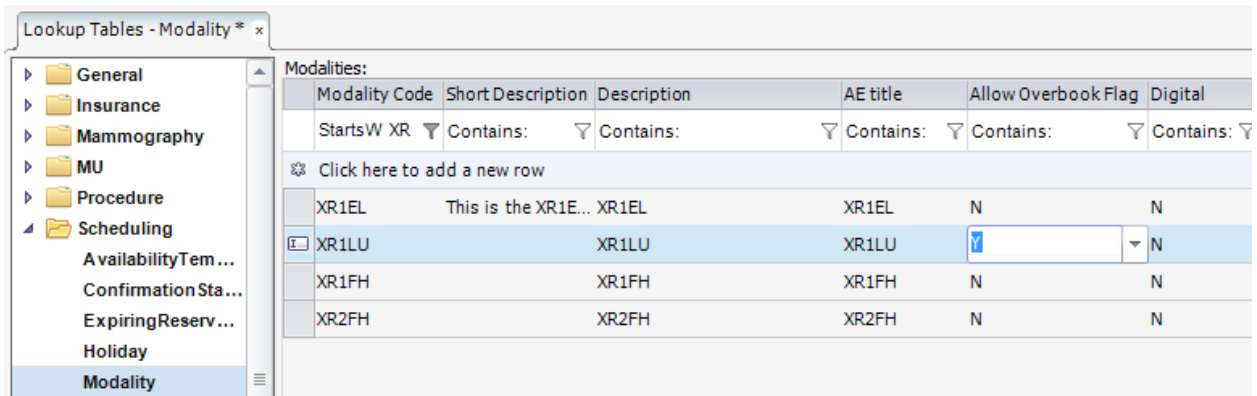 Lookup Tables - Modality * x
General
Insurance
Mammography
MU
Procedure
Scheduling
AvailabilityTem...
ConfirmationSta...
ExpiringReserv...
Holiday
Modality
Modalities:
Modality Code Short Description Description AE title Allow Overbook Flag Digital
StartsW XR Contains: Contains: Contains: Contains: Contains:
Click here to add a new row
XR1EL This is the XR1E... XR1EL XR1EL N N
XR1LU XR1LU XR1LU Y N
XR1FH XR1FH XR1FH N N
XR2FH XR2FH XR2FH N N